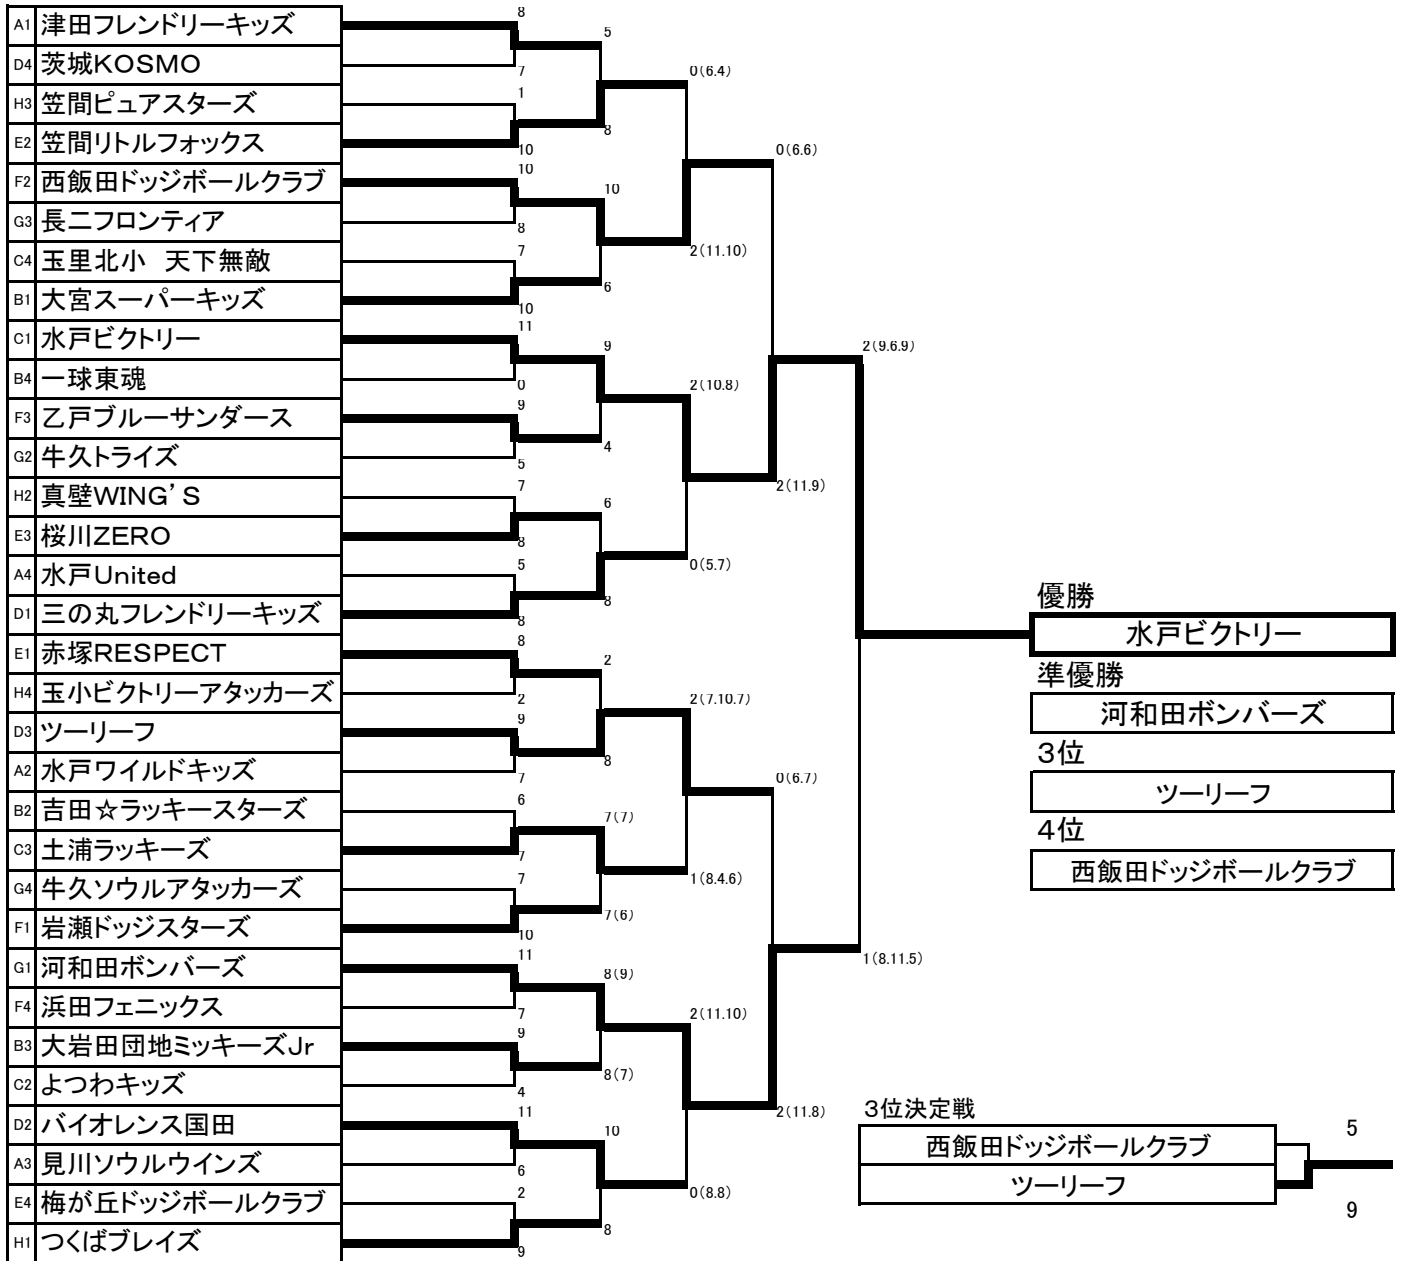 A1 津田フレンドリーキッズ
D4 茨城KOSMO
H3 笠間ピュアスターズ
E2 笠間リトルフォックス
F2 西飯田ドッジボールクラブ
G3 長二フロンティア
C4 玉里北小　天下無敵
B1 大宮スーパーキッズ
C1 水戸ビクトリー
B4 一球東魂
F3 乙戸ブルーサンダース
G2 牛久トライズ
H2 真壁WING'S
E3 桜川ZERO
A4 水戸United
D1 三の丸フレンドリーキッズ
E1 赤塚RESPECT
H4 玉小ビクトリーアタッカーズ
D3 ツーリーフ
A2 水戸ワイルドキッズ
B2 吉田☆ラッキースターズ
C3 土浦ラッキーズ
G4 牛久ソウルアタッカーズ
F1 岩瀬ドッジスターズ
G1 河和田ボンバーズ
F4 浜田フェニックス
B3 大岩田団地ミッキーズJr
C2 よつわキッズ
D2 バイオレンス国田
A3 見川ソウルウインズ
E4 梅が丘ドッジボールクラブ
H1 つくばブレイズ
8
7
1
10
10
8
7
10
11
0
9
5
7
8
5
8
8
2
9
7
6
7
7
10
11
7
9
4
11
6
2
9
5
8
10
6
9
4
6
8
2
8
7(7)
7(6)
8(9)
8(7)
10
8
0(6.4)
2(11.10)
2(10.8)
0(5.7)
2(7.10.7)
1(8.4.6)
2(11.10)
0(8.8)
0(6.6)
2(11.9)
0(6.7)
2(11.8)
2(9.6.9)
1(8.11.5)
優勝
水戸ビクトリー
準優勝
河和田ボンバーズ
3位
ツーリーフ
4位
西飯田ドッジボールクラブ
3位決定戦
西飯田ドッジボールクラブ
ツーリーフ
5
9